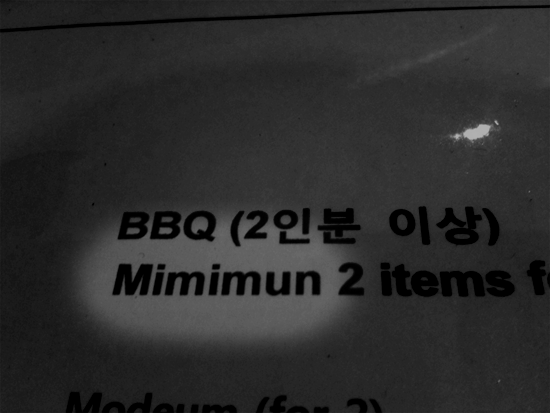 BBQ (2인분 이상)
Mimimun 2 items
Modeum (for 2)